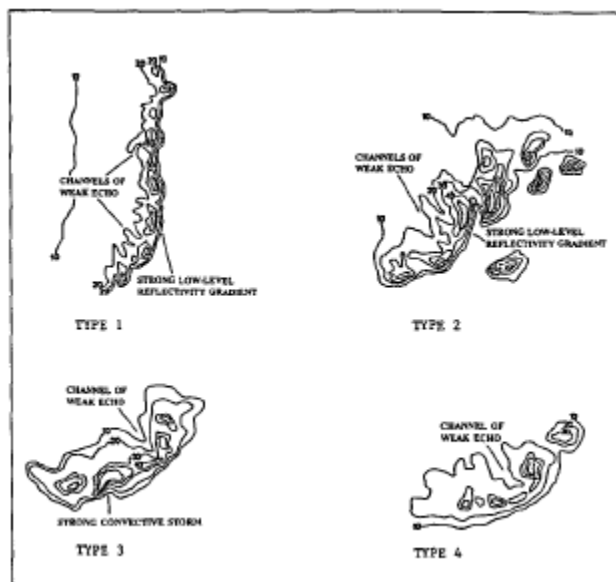 CHANNELS OF
WEAK ECHO
STRONG LOW-LEVEL
REFLECTIVITY GRADIENT
TYPE 1
CHANNELS OF
WEAK ECHO
STRONG LOW-LEVEL
REFLECTIVITY GRADIENT
TYPE 2
CHANNEL OF
WEAK ECHO
STRONG CONVECTIVE STORM
TYPE 3
CHANNEL OF
WEAK ECHO
TYPE 4